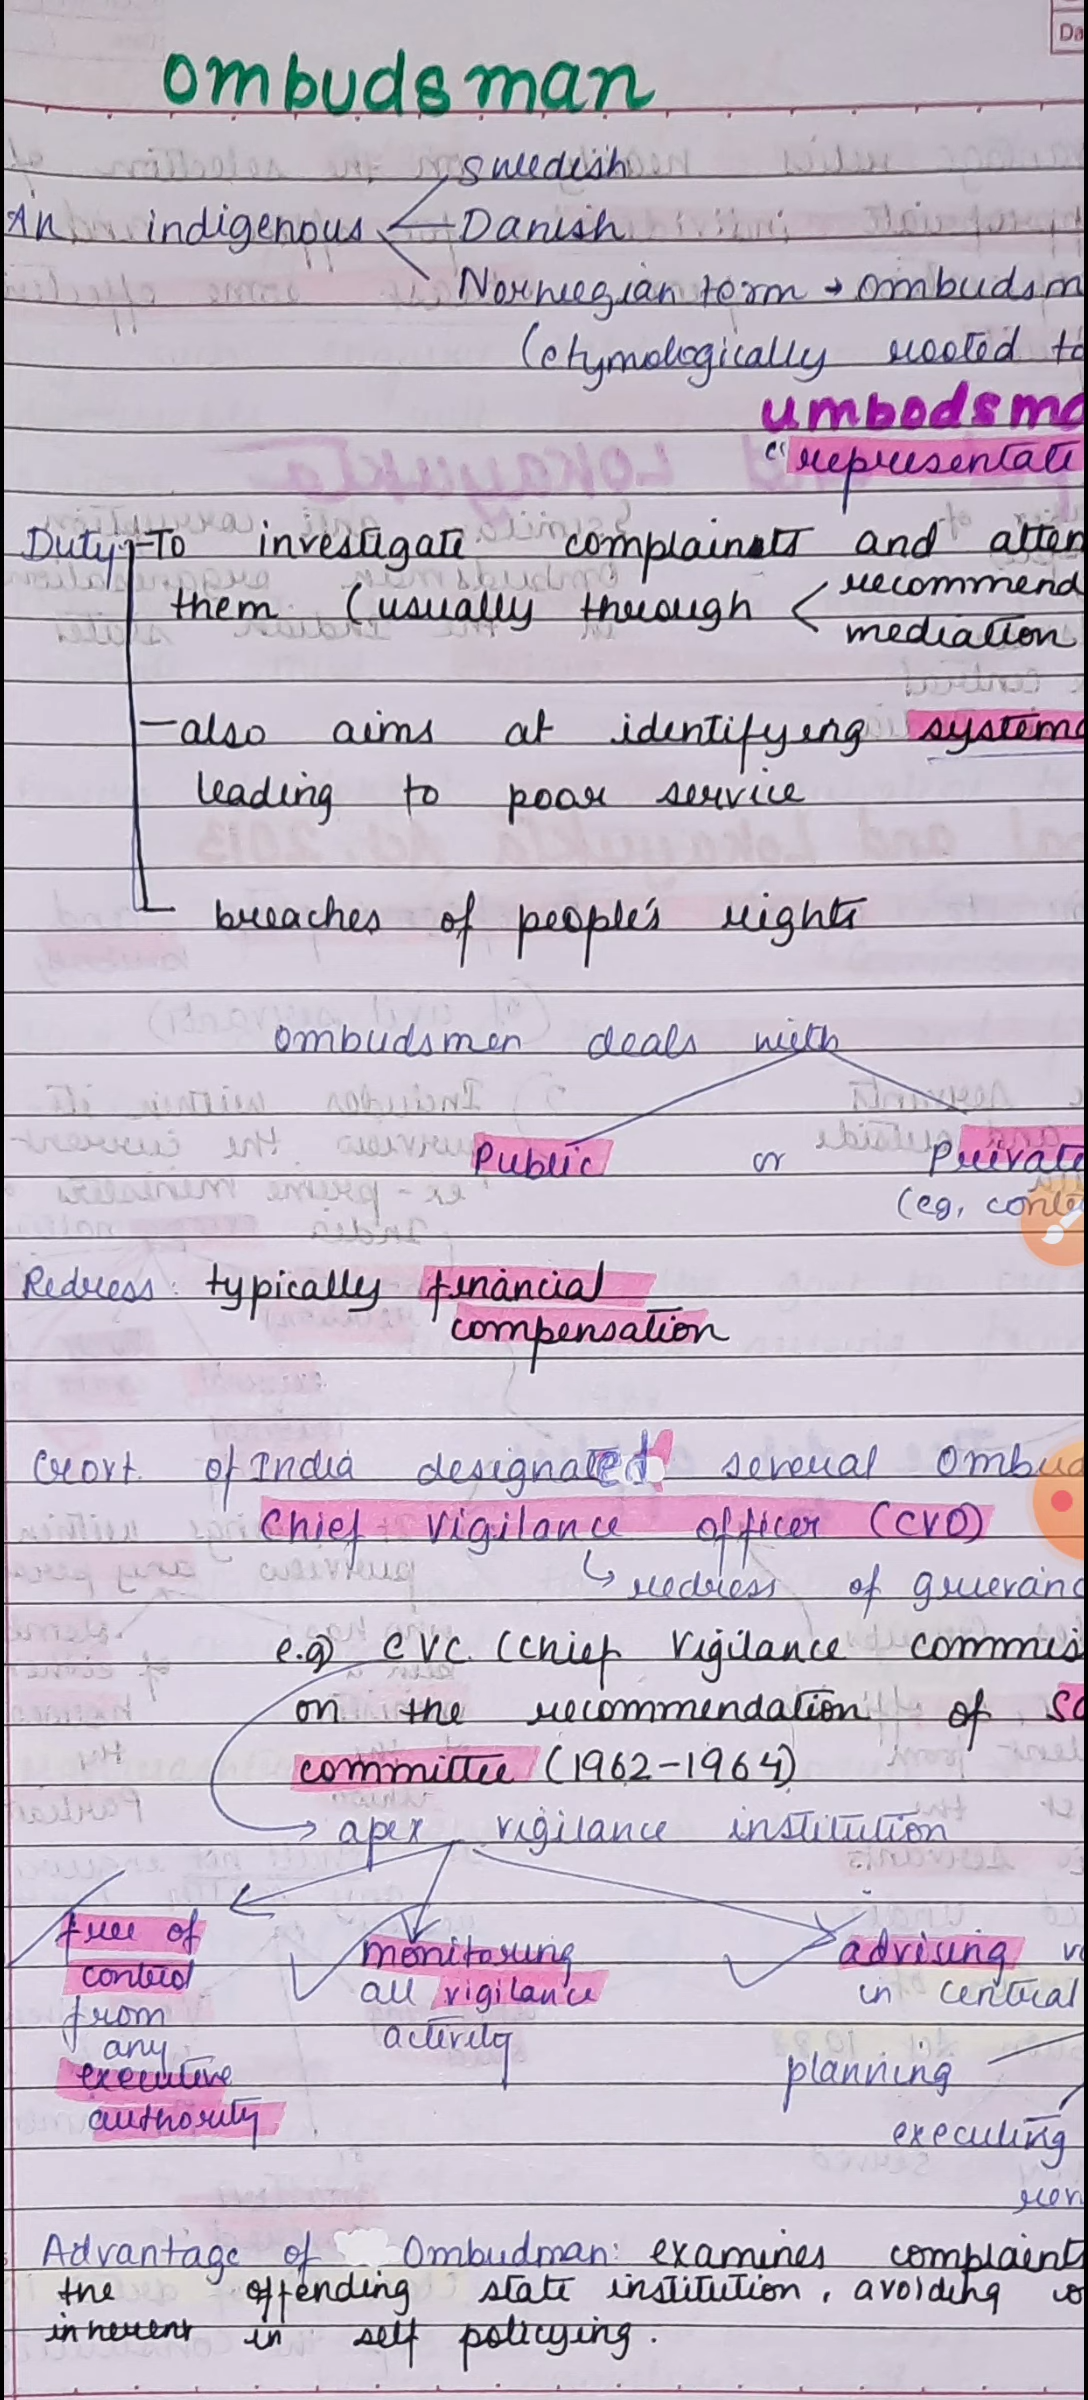 Da
ombudsman
swedish
An indigenous Danish
Norwegian term → ombudsm
(etymologically rooted to
umbodsma
"representati
Duty To investigate complainsts and attem
them (usually through recommend
mediation
also aims at identifying systema
leading to poor service
breaches of people's rights
ombudsmen deals with
Public or Private
(eg, conte
Redress: typically financial
compensation
Govt. of India designated several Ombud
Chief Vigilance officer (CVO)
redress of grievanc
e.g) CVC (Chief Vigilance commis
on the recommendation of Sa
committee (1962-1964)
apex vigilance institution
free of
control
from
any
executive
authority
monitoring
all vigilance
activity
advising v
in central
planning
executing
Advantage of Ombudman: examines complaint
the offending state institution, avoiding co
inherent in self policying.